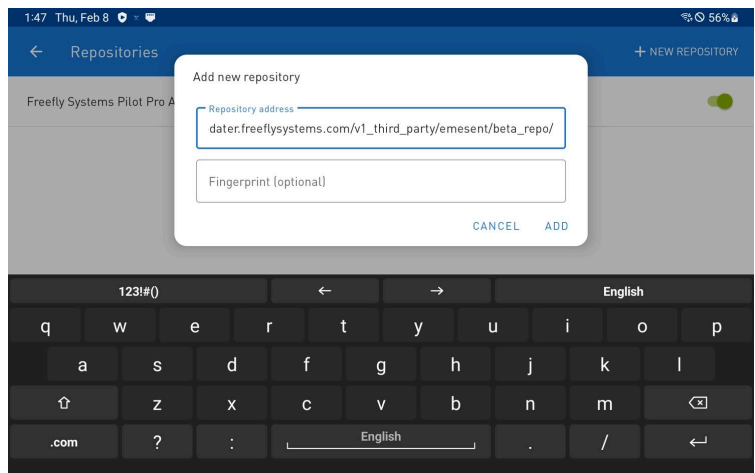 1:47 Thu, Feb 8
56%
Repositories
+ NEW REPOSITORY
Freefly Systems Pilot Pro A
Add new repository
Repository address
dater.freeflysystems.com/v1_third_party/emesent/beta_repo/
Fingerprint (optional)
CANCEL ADD
123!#() ← → English
q w e r t y u i o p
a s d f g h j k l
z x c v b n m
.com ? : English . /